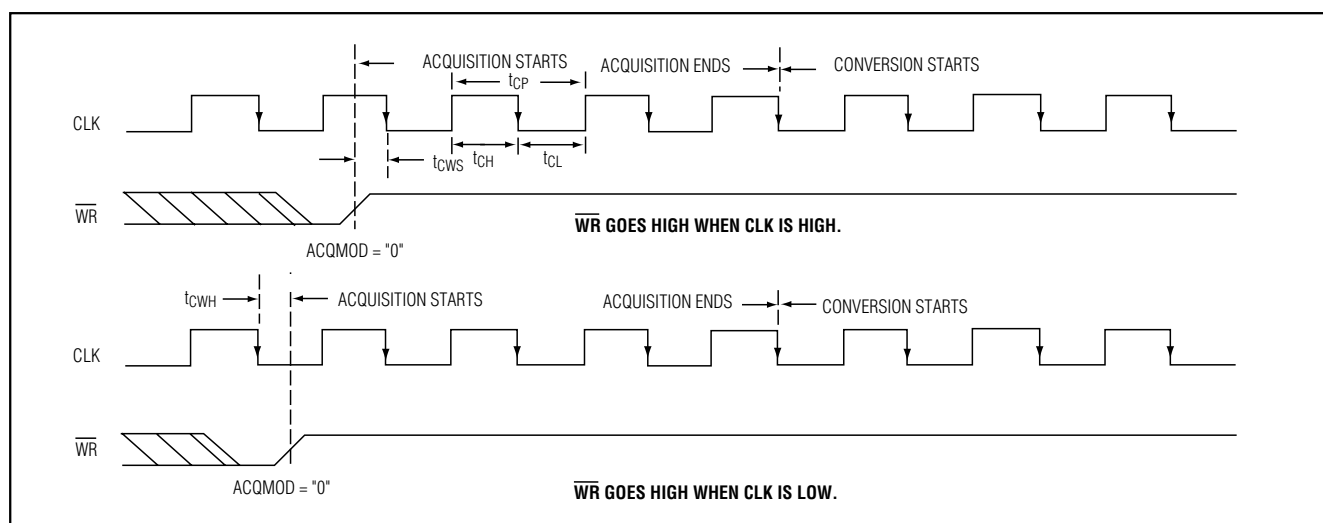 ACQUISITION STARTS
ACQUISITION ENDS
CONVERSION STARTS
tCP
CLK
tCWS
tCH
tCL
WR
WR GOES HIGH WHEN CLK IS HIGH.
ACQMOD = "0"
tCWH
ACQUISITION STARTS
ACQUISITION ENDS
CONVERSION STARTS
CLK
WR
ACQMOD = "0"
WR GOES HIGH WHEN CLK IS LOW.